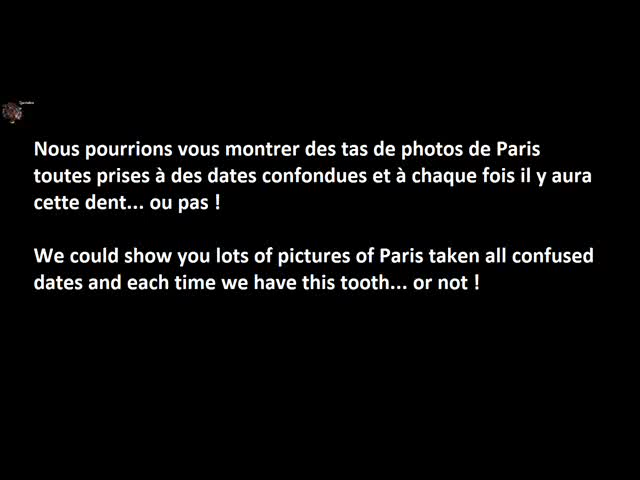 Nous pourrions vous montrer des tas de photos de Paris
toutes prises à des dates confondues et à chaque fois il y aura
cette dent... ou pas !
We could show you lots of pictures of Paris taken all confused
dates and each time we have this tooth... or not !